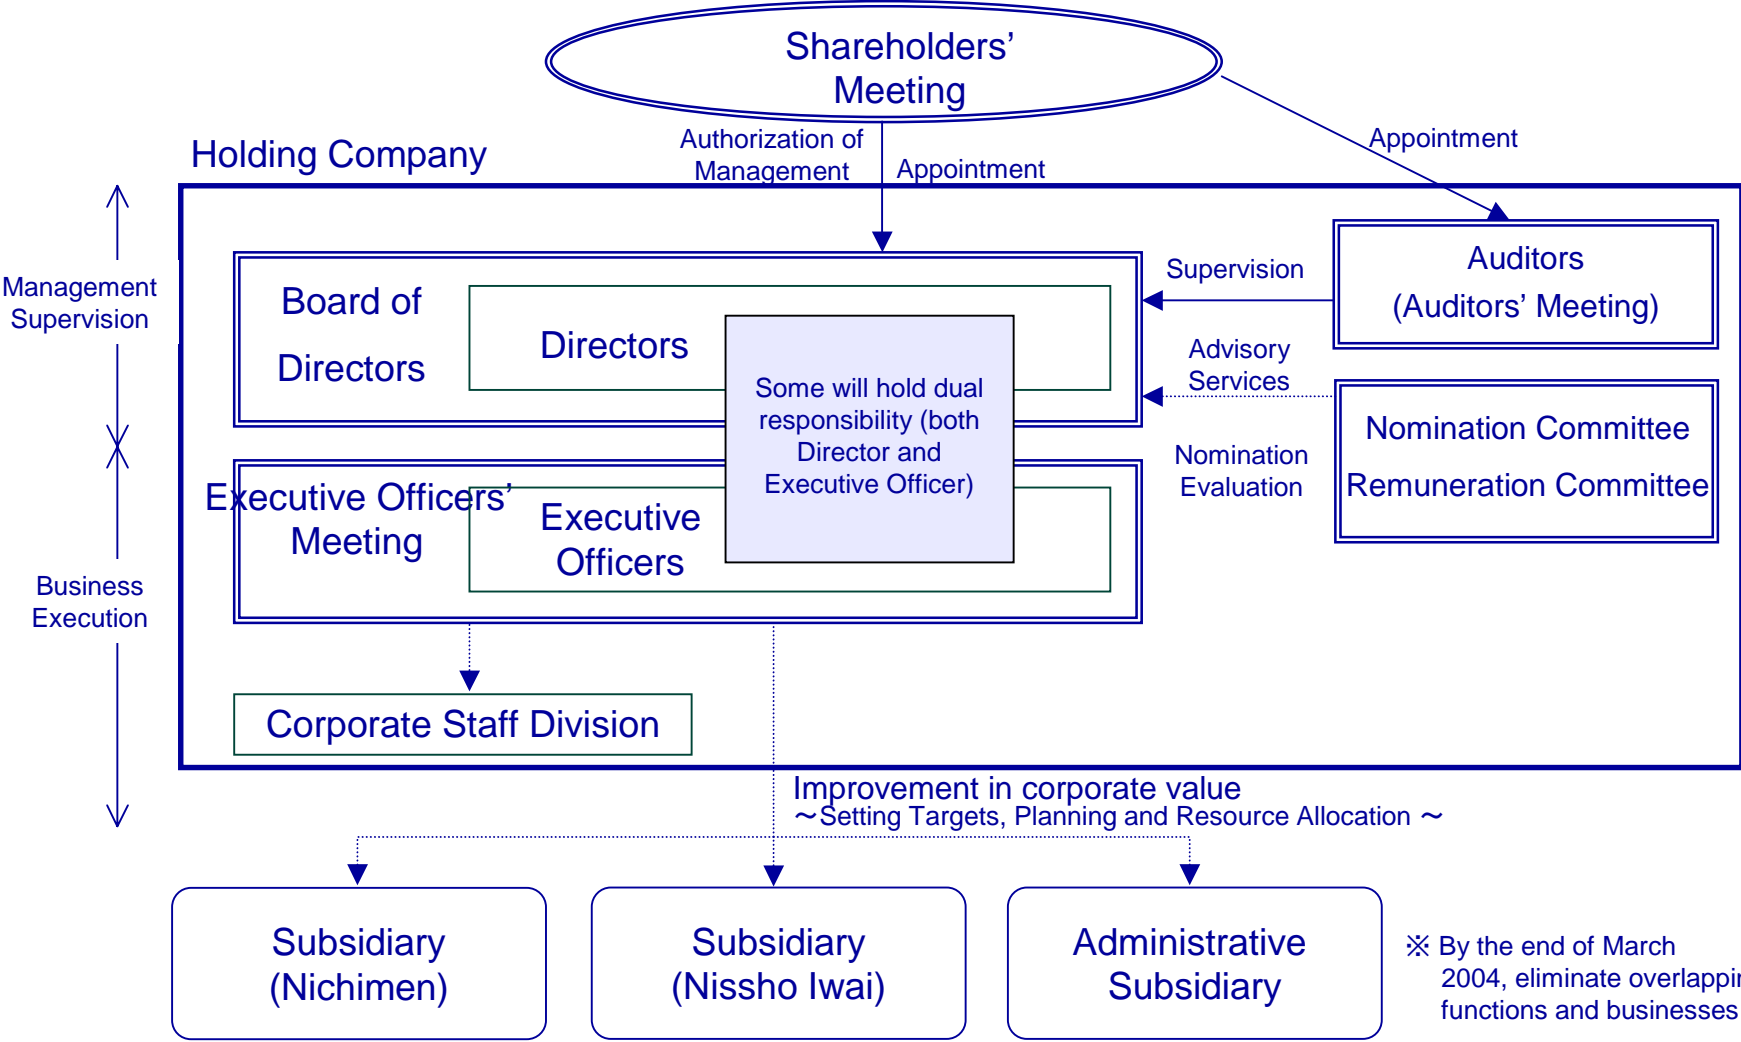 Shareholders’
Meeting
Authorization of
Management
Appointment
Appointment
Holding Company
Management
Supervision
Board of
Directors
Directors
Some will hold dual
responsibility (both
Director and
Executive Officer)
Supervision
Auditors
(Auditors’ Meeting)
Advisory
Services
Nomination
Evaluation
Nomination Committee
Remuneration Committee
Executive Officers’
Meeting
Executive
Officers
Business
Execution
Corporate Staff Division
Improvement in corporate value
～Setting Targets, Planning and Resource Allocation ～
Subsidiary
(Nichimen)
Subsidiary
(Nissho Iwai)
Administrative
Subsidiary
※ By the end of March
2004, eliminate
functions and businesses